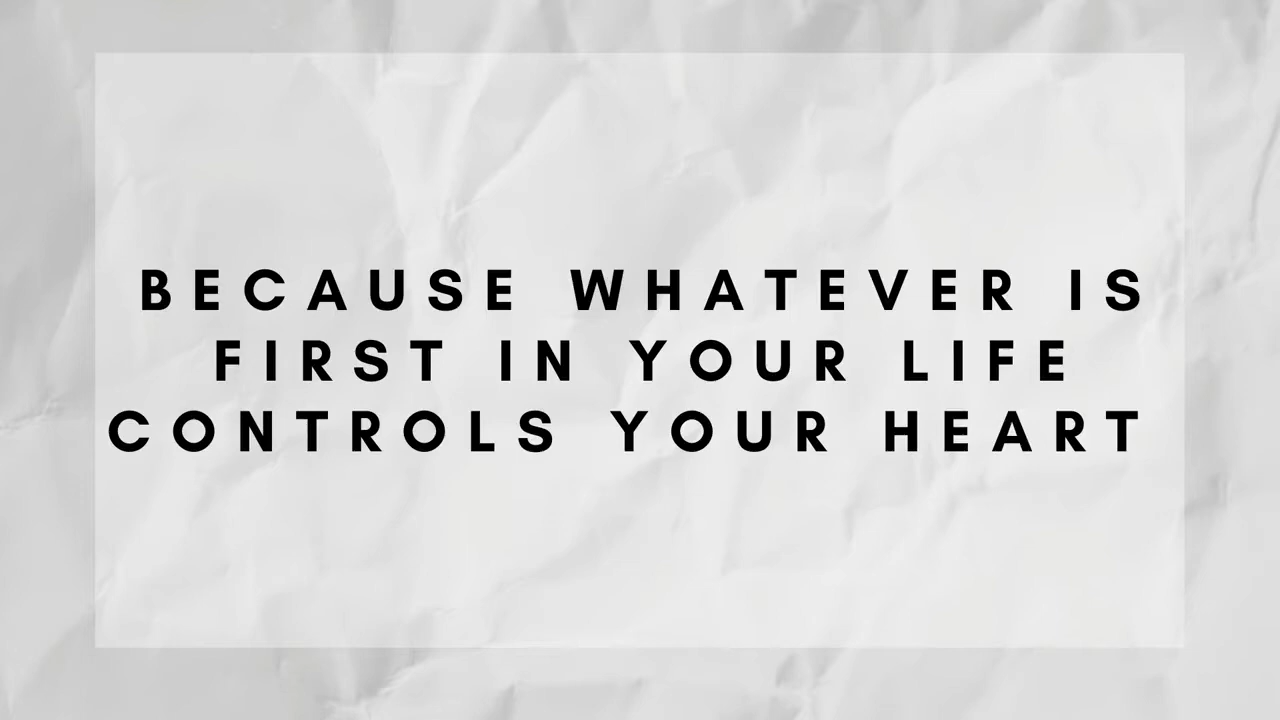 BECAUSE WHATEVER IS
FIRST IN YOUR LIFE
CONTROLS YOUR HEART